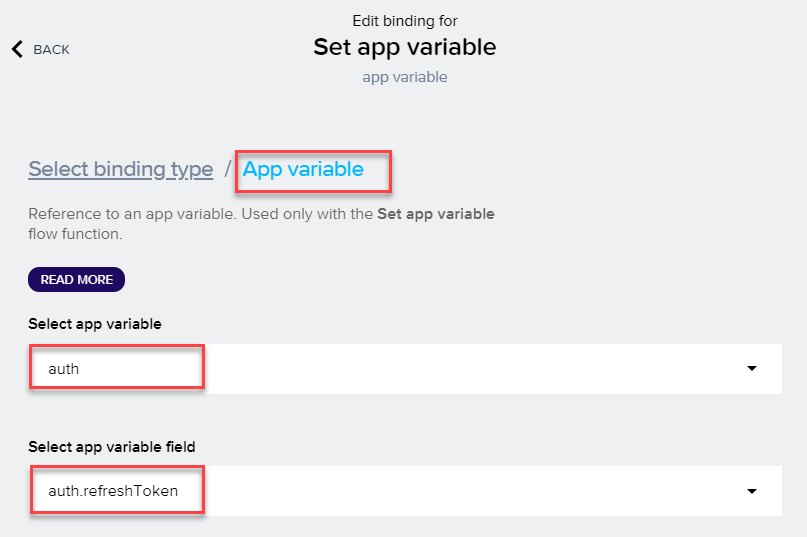 Edit binding for
BACK
Set app variable
app variable
Select binding type / App variable
Reference to an app variable. Used only with the Set app variable
flow function.
READ MORE
Select app variable
auth
Select app variable field
auth.refreshToken